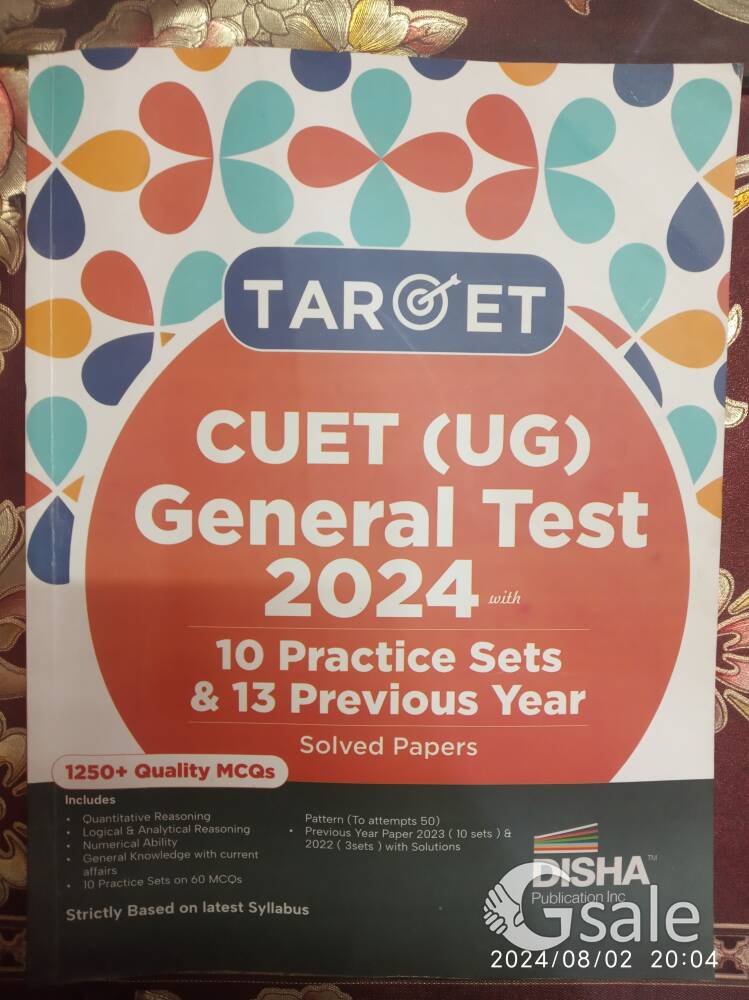 TARGET
CUET (UG)
General Test
2024 with
10 Practice Sets
& 13 Previous Year
Solved Papers
1250+ Quality MCQs
Includes
• Quantitative Reasoning
• Logical & Analytical Reasoning
• Numerical Ability
• General Knowledge with current
affairs
• 10 Practice Sets on 60 MCQs
Pattern (To attempts 50)
• Previous Year Paper 2023 ( 10 sets ) &
2022 ( 3sets ) with Solutions
Strictly Based on latest Syllabus
DISHA™
Publication Inc
Gsale
2024/08/02 20:04